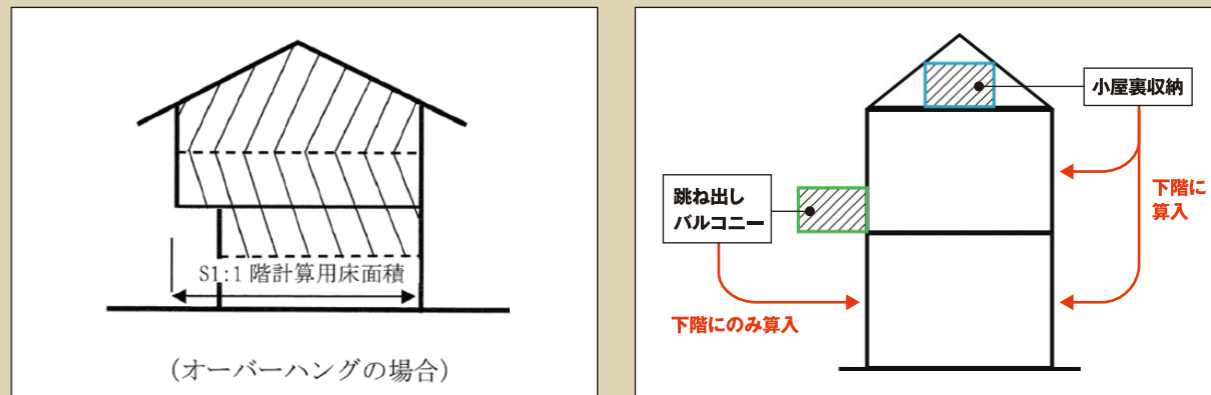 S1:1階計算用床面積
（オーバーハングの場合）
小屋裏収納
跳ね出し
バルコニー
下階に
算入
下階にのみ算入